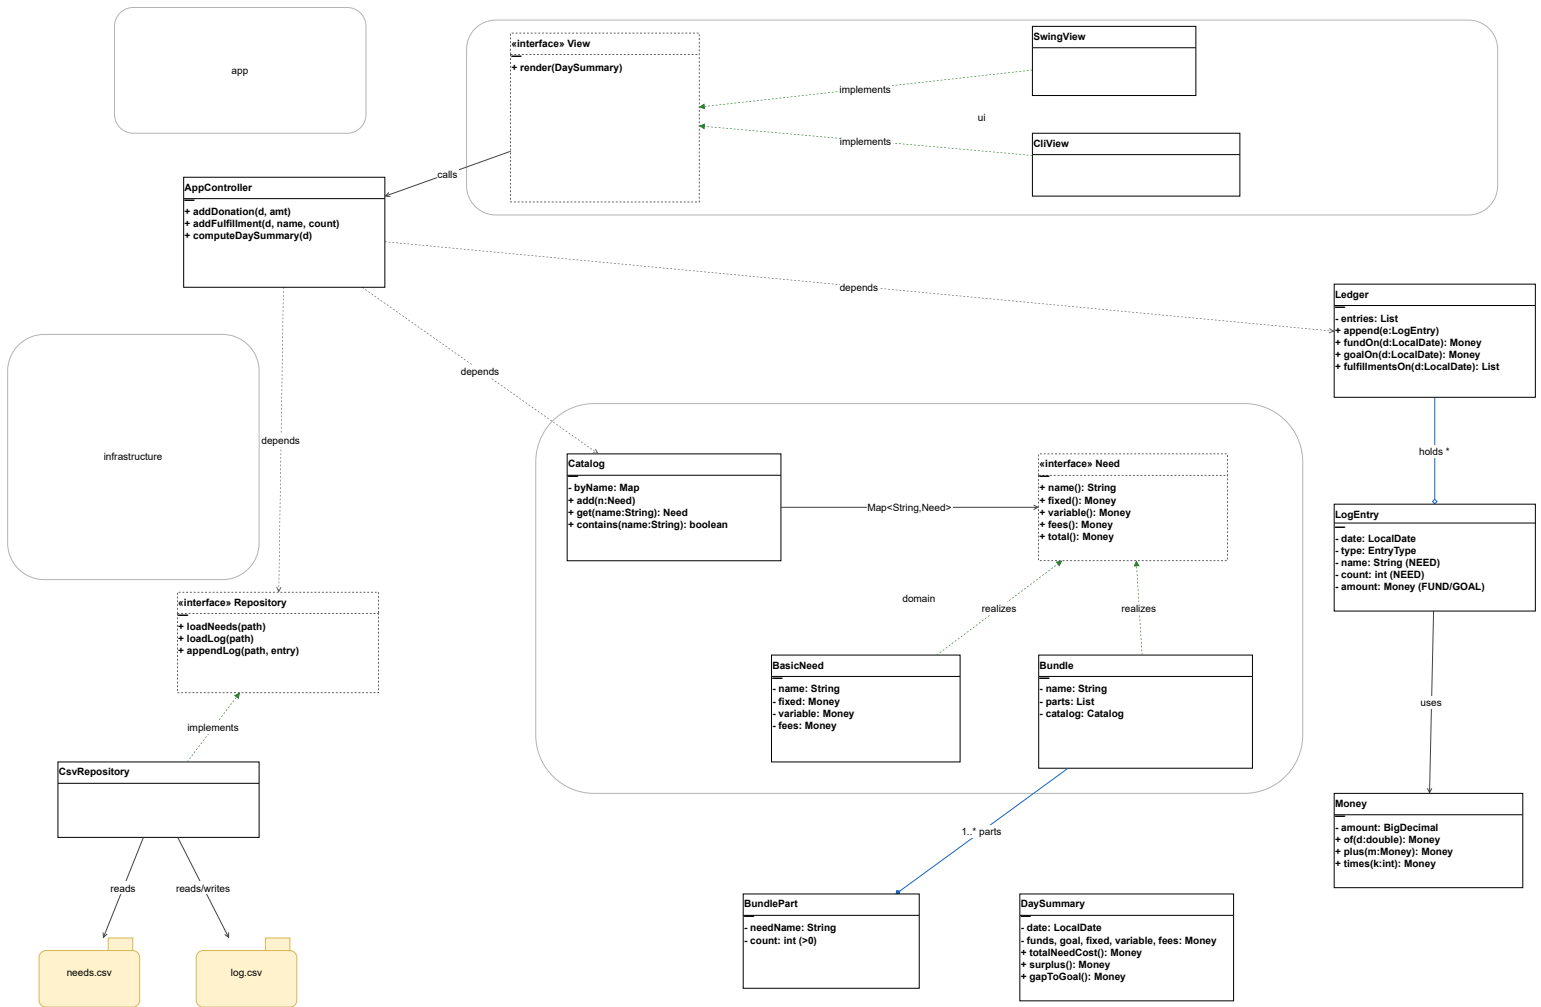 app
«interface» View
+ render(DaySummary)
SwingView
implements
ui
implements
CliView
calls
AppController
+ addDonation(d, amt)
+ addFulfillment(d, name, count)
+ computeDaySummary(d)
depends
Ledger
- entries: List
+ append(e:LogEntry)
+ fundOn(d:LocalDate): Money
+ goalOn(d:LocalDate): Money
+ fulfillmentsOn(d:LocalDate): List
depends
depends
infrastructure
holds *
Catalog
- byName: Map
+ add(n:Need)
+ get(name:String): Need
+ contains(name:String): boolean
Map<String,Need>
«interface» Need
+ name(): String
+ fixed(): Money
+ variable(): Money
+ fees(): Money
+ total(): Money
LogEntry
- date: LocalDate
- type: EntryType
- name: String (NEED)
- count: int (NEED)
- amount: Money (FUND/GOAL)
«interface» Repository
+ loadNeeds(path)
+ loadLog(path)
+ appendLog(path, entry)
domain
realizes
realizes
BasicNeed
- name: String
- fixed: Money
- variable: Money
- fees: Money
Bundle
- name: String
- parts: List
- catalog: Catalog
uses
implements
CsvRepository
Money
- amount: BigDecimal
+ of(d:double): Money
+ plus(m:Money): Money
+ times(k:int): Money
1..* parts
reads
reads/writes
BundlePart
- needName: String
- count: int (>0)
DaySummary
- date: LocalDate
- funds, goal, fixed, variable, fees: Money
+ totalNeedCost(): Money
+ surplus(): Money
+ gapToGoal(): Money
needs.csv
log.csv